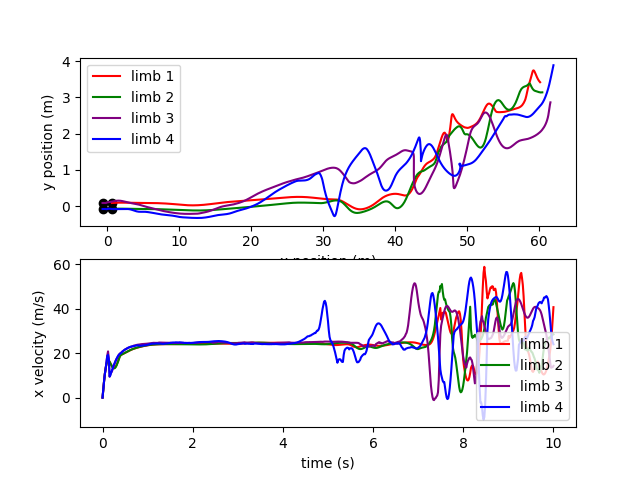 4
3
2
1
0
y position (m)
limb 1
limb 2
limb 3
limb 4
0 10 20 30 40 50 60
x position (m)
60
40
20
0
x velocity (m/s)
limb 1
limb 2
limb 3
limb 4
0 2 4 6 8 10
time (s)